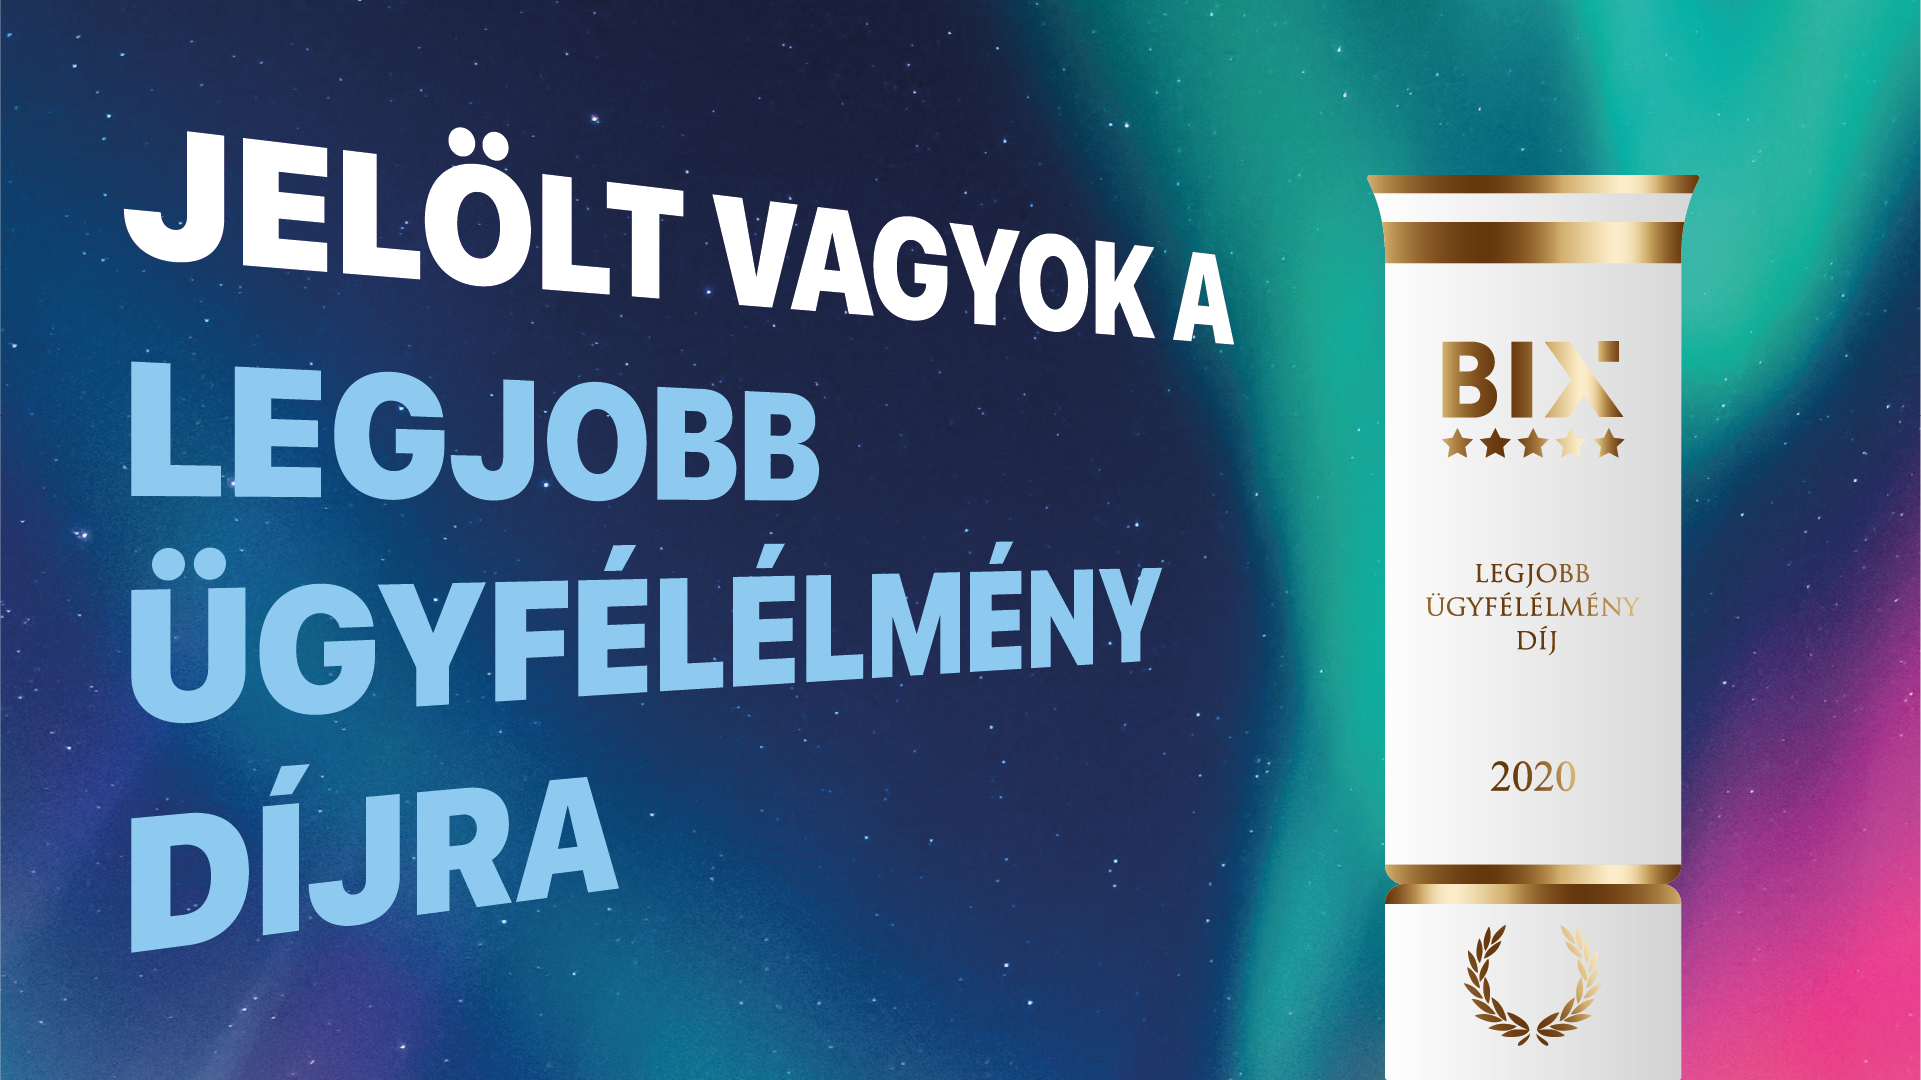 JELÖLT VAGYOK A
LEGJOBB
ÜGYFÉLÉLMÉNY
DÍJRA
BIX
LEGJOBB
ÜGYFÉLÉLMÉNY
DÍJ
2020